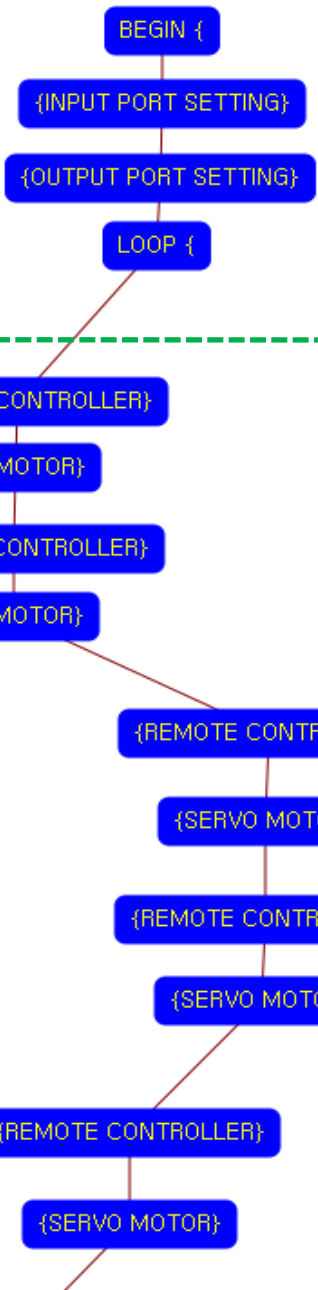 BEGIN {
{INPUT PORT SETTING}
{OUTPUT PORT SETTING}
LOOP {
CONTROLLER}
MOTOR}
CONTROLLER}
MOTOR}
{REMOTE CONTR
{SERVO MOT
{REMOTE CONTR
{SERVO MOTO
{REMOTE CONTROLLER}
{SERVO MOTOR}